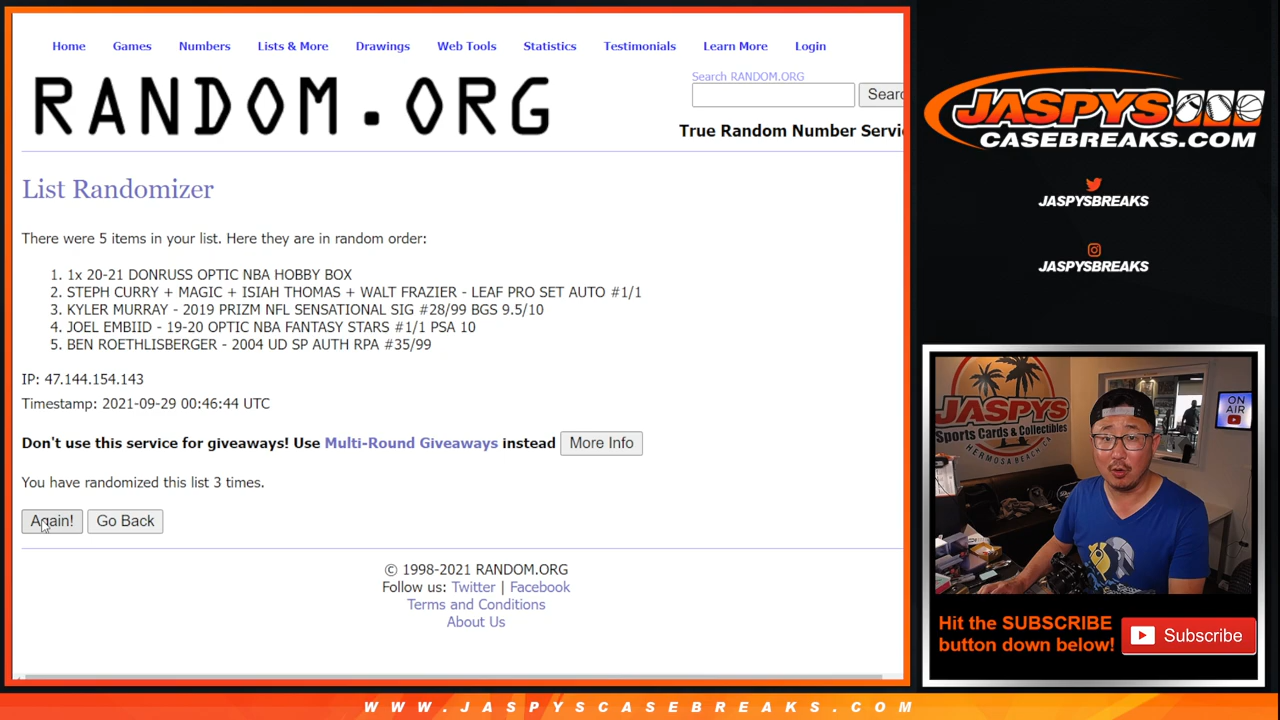 Home Games Numbers Lists & More Drawings Web Tools Statistics Testimonials Learn More Login
RANDOM.ORG
Search RANDOM.ORG
Searc
True Random Number Servi
List Randomizer
There were 5 items in your list. Here they are in random order:
1. 1x 20-21 DONRUSS OPTIC NBA HOBBY BOX
2. STEPH CURRY + MAGIC + ISIAH THOMAS + WALT FRAZIER - LEAF PRO SET AUTO #1/1
3. KYLER MURRAY - 2019 PRIZM NFL SENSATIONAL SIG #28/99 BGS 9.5/10
4. JOEL EMBIID - 19-20 OPTIC NBA FANTASY STARS #1/1 PSA 10
5. BEN ROETHLISBERGER - 2004 UD SP AUTH RPA #35/99
IP: 47.144.154.143
Timestamp: 2021-09-29 00:46:44 UTC
Don't use this service for giveaways! Use Multi-Round Giveaways instead More Info
You have randomized this list 3 times.
Again! Go Back
© 1998-2021 RANDOM.ORG
Follow us: Twitter | Facebook
Terms and Conditions
About Us
JASPYS
CASEBREAKS.COM
JASPYSBREAKS
JASPYSBREAKS
JASPYS
Sports Cards & Collectibles
HERMOSA BEACH
ON
AIR
Hit the SUBSCRIBE
button down below!
Subscribe
WWW.JASPYSCASEBREAKS.COM